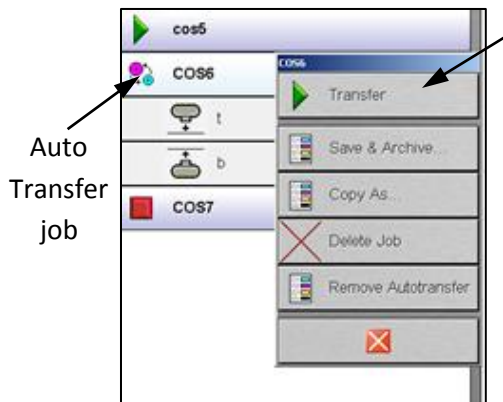 cos5
COS6
t
b
COS7
COS6
Transfer
Save & Archive...
Copy As...
Delete Job
Remove Autotransfer
Auto
Transfer
job